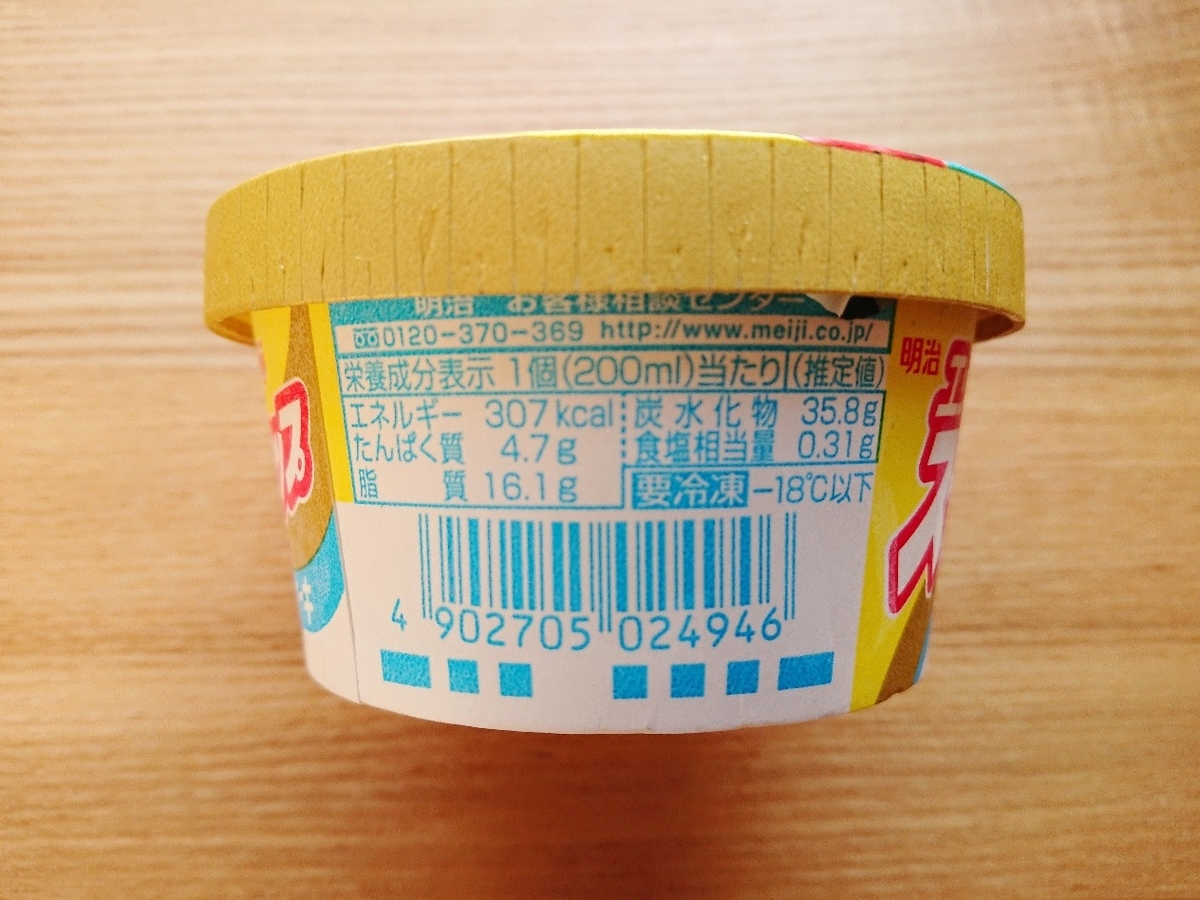 明治 お客様相談センター
0120-370-369 http://www.meiji.co.jp/
栄養成分表示 1個(200ml)当たり (推定値)
エネルギー 307kcal
たんぱく質 4.7g
脂質 16.1g
炭水化物 35.8g
食塩相当量 0.31g
要冷凍 -18℃以下
4 902705 024946
明治